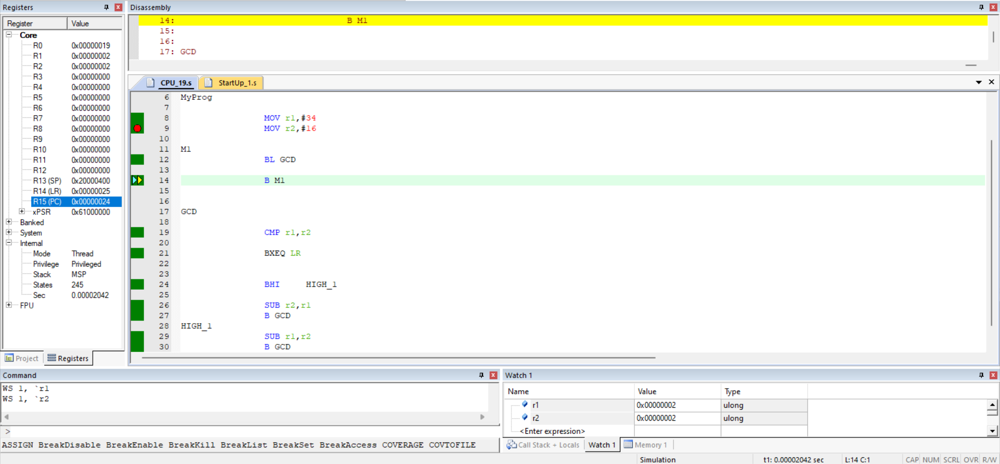 Registers
Register Value
Core
R0 0x00000019
R1 0x00000002
R2 0x00000002
R3 0x00000000
R4 0x00000000
R5 0x00000000
R6 0x00000000
R7 0x00000000
R8 0x00000000
R9 0x00000000
R10 0x00000000
R11 0x00000000
R12 0x00000000
R13 (SP) 0x20000400
R14 (LR) 0x00000025
R15 (PC) 0x00000024
xPSR 0x61000000
Banked
System
Internal
Mode Thread
Privilege Privileged
Stack MSP
States 245
Sec 0.00002042
FPU
Project Registers
Disassembly
14: B M1
15:
16:
17: GCD
CPU_19.s StartUp_1.s
6 MyProg
7
8 MOV r1,#34
9 MOV r2,#16
10
11 M1
12 BL GCD
13
14 B M1
15
16
17 GCD
18
19 CMP r1,r2
20
21 BXEQ LR
22
23
24 BHI HIGH_1
25
26 SUB r2,r1
27 B GCD
28 HIGH_1
29 SUB r1,r2
30 B GCD
Command
WS 1, `r1
WS 1, `r2
>
ASSIGN BreakDisable BreakEnable BreakKill BreakList BreakSet BreakAccess COVERAGE COVTOFILE
Watch 1
Name Value Type
r1 0x00000002 ulong
r2 0x00000002 ulong
<Enter expression>
Call Stack + Locals Watch 1 Memory 1
Simulation t1: 0.00002042 sec L:14 C:1 CAP NUM SCRL OVR R/W